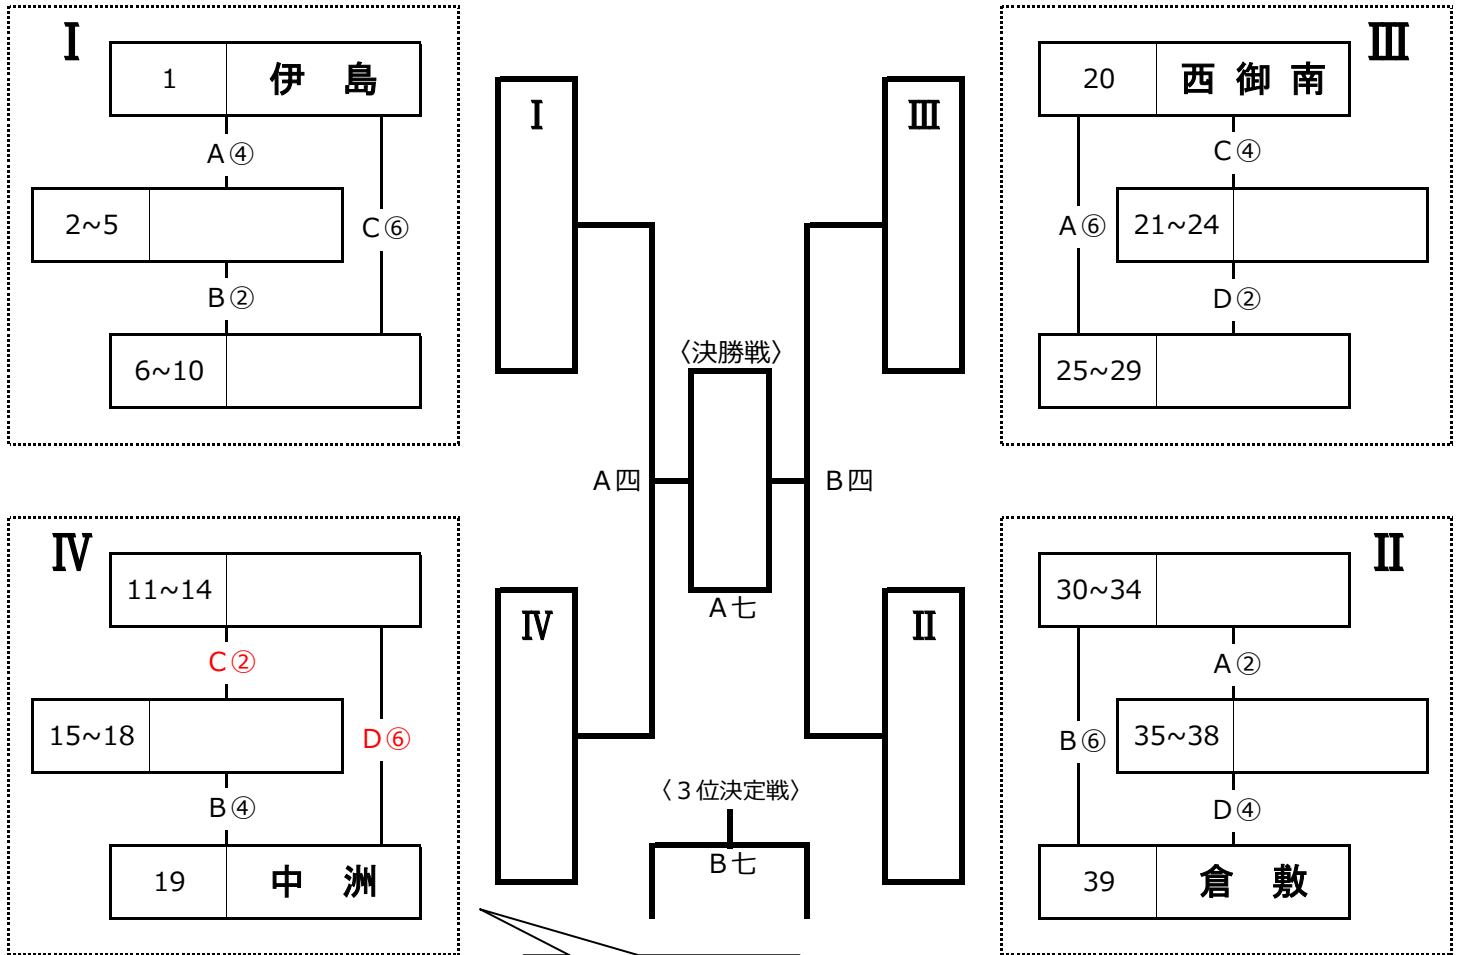 Ⅰ
1 伊 島
A④
2~5
C⑥
B②
6~10
Ⅳ
11~14
C②
15~18
D⑥
B④
19 中 洲
Ⅰ
Ⅲ
〈決勝戦〉
A四
B四
A七
Ⅳ
Ⅱ
〈３位決定戦〉
B七
Ⅲ
20 西 御 南
C④
A⑥
21~24
D②
25~29
Ⅱ
30~34
A②
B⑥
35~38
D④
39 倉 敷